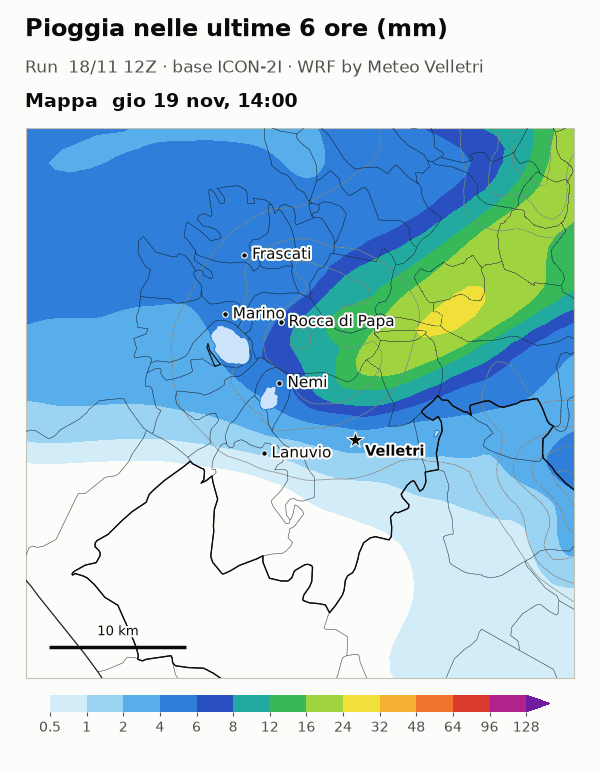 Pioggia nelle ultime 6 ore (mm)
Run  18/11 12Z · base ICON-2I · WRF by Meteo Velletri
Mappa  gio 19 nov, 14:00
Frascati
Marino
Rocca di Papa
Nemi
Velletri
Lanuvio
10 km
0.5 1 2 4 6 8 12 16 24 32 48 64 96 128